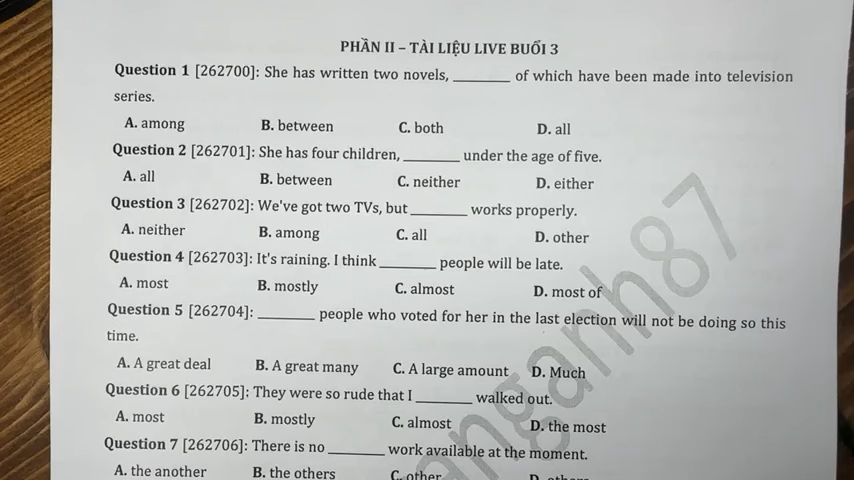 PHẦN II – TÀI LIỆU LIVE BUỔI 3
Question 1 [262700]: She has written two novels, ________ of which have been made into television
series.
A. among B. between C. both D. all
Question 2 [262701]: She has four children, ________ under the age of five.
A. all B. between C. neither D. either
Question 3 [262702]: We've got two TVs, but ________ works properly.
A. neither B. among C. all D. other
Question 4 [262703]: It's raining. I think ________ people will be late.
A. most B. mostly C. almost D. most of
Question 5 [262704]: ________ people who voted for her in the last election will not be doing so this
time.
A. A great deal B. A great many C. A large amount D. Much
Question 6 [262705]: They were so rude that I ________ walked out.
A. most B. mostly C. almost D. the most
Question 7 [262706]: There is no ________ work available at the moment.
A. the another B. the others C. other D.